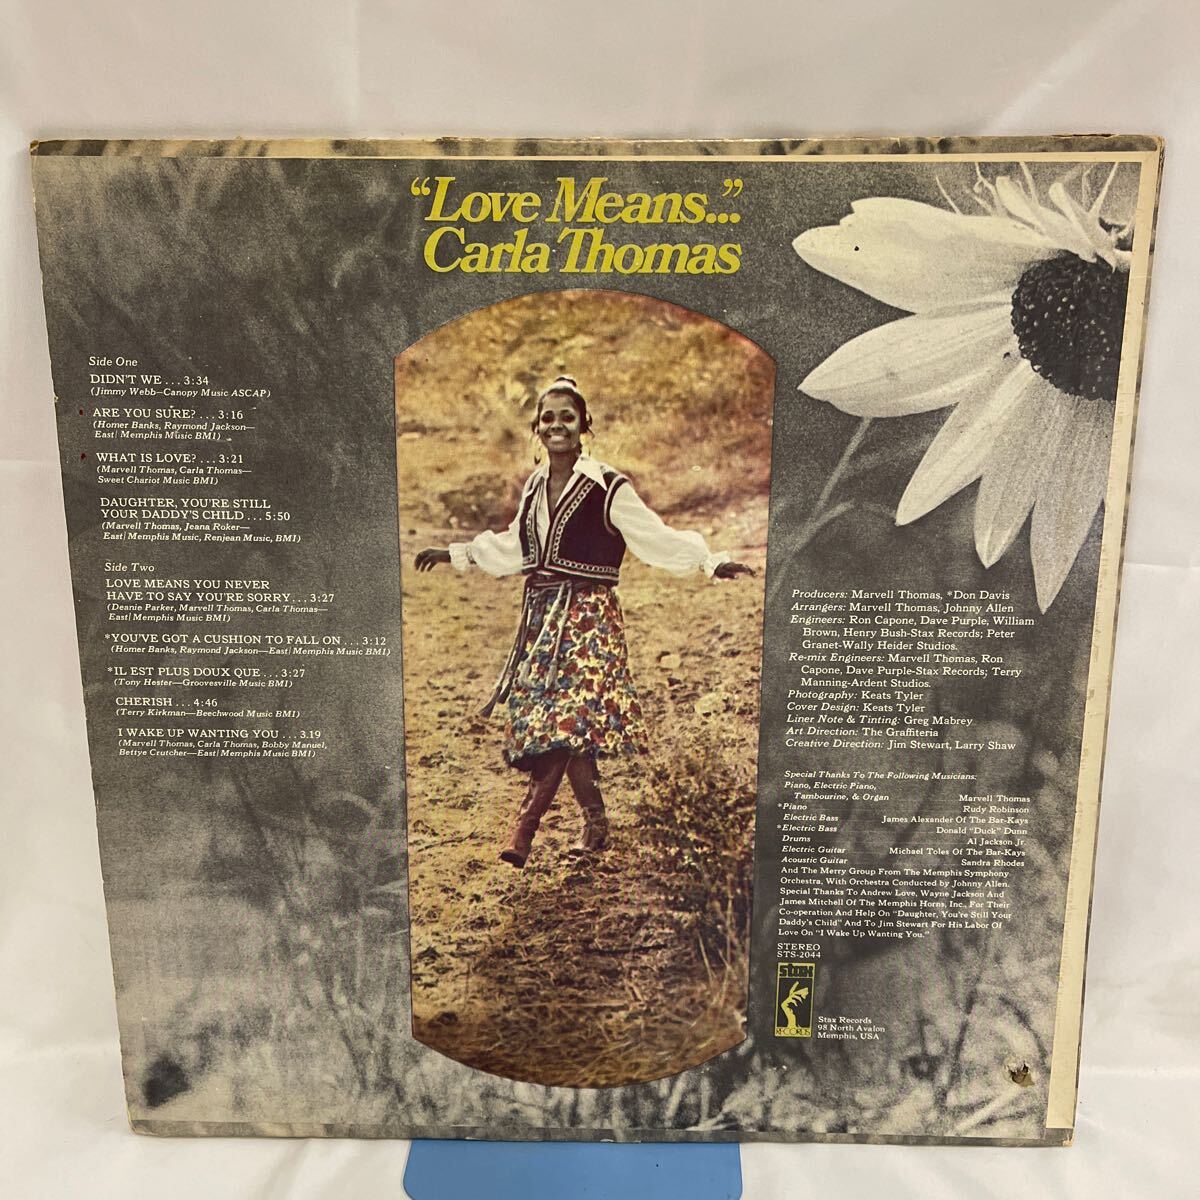 “Love Means...”
Carla Thomas
Side One
DIDN'T WE . . . 3:34
(Jimmy Webb—Canopy Music ASCAP)
ARE YOU SURE? . . . 3:16
(Homer Banks, Raymond Jackson—
East/Memphis Music BMI)
WHAT IS LOVE? . . . 3:21
(Marvell Thomas, Carla Thomas—
Sweet Chariot Music BMI)
DAUGHTER, YOU'RE STILL
YOUR DADDY'S CHILD . . . 5:50
(Marvell Thomas, Jeana Roker—
East/Memphis Music, Renjean Music, BMI)
Side Two
LOVE MEANS YOU NEVER
HAVE TO SAY YOU'RE SORRY . . . 3:27
(Deanie Parker, Marvell Thomas, Carla Thomas—
East/Memphis Music BMI)
*YOU'VE GOT A CUSHION TO FALL ON . . . 3:12
(Homer Banks, Raymond Jackson—East/Memphis Music BMI)
*IL EST PLUS DOUX QUE . . . 3:27
(Tony Hester—Groovesville Music BMI)
CHERISH . . . 4:46
(Terry Kirkman—Beechwood Music BMI)
I WAKE UP WANTING YOU . . . 3.19
(Marvell Thomas, Carla Thomas, Bobby Manuel,
Bettye Crutcher—East/Memphis Music BMI)
Producers: Marvell Thomas, *Don Davis
Arrangers: Marvell Thomas, Johnny Allen
Engineers: Ron Capone, Dave Purple, William
Brown, Henry Bush-Stax Records; Peter
Granet-Wally Heider Studios.
Re-mix Engineers: Marvell Thomas, Ron
Capone, Dave Purple-Stax Records; Terry
Manning-Ardent Studios.
Photography: Keats Tyler
Cover Design: Keats Tyler
Liner Note & Tinting: Greg Mabrey
Art Direction: The Graffiteria
Creative Direction: Jim Stewart, Larry Shaw
Special Thanks To The Following Musicians:
Piano, Electric Piano,
Tambourine, & Organ Marvell Thomas
*Piano Rudy Robinson
Electric Bass James Alexander Of The Bar-Kays
*Electric Bass Donald "Duck" Dunn
Drums Al Jackson Jr.
Electric Guitar Michael Toles Of The Bar-Kays
Acoustic Guitar Sandra Rhodes
And The Merry Group From The Memphis Symphony
Orchestra, With Orchestra Conducted by Johnny Allen.
Special Thanks To Andrew Love, Wayne Jackson And
James Mitchell Of The Memphis Horns, Inc., For Their
Co-operation And Help On "Daughter, You're Still Your
Daddy's Child" And To Jim Stewart For His Labor Of
Love On "I Wake Up Wanting You."
STEREO
STS-2044
stax
RECORDS
Stax Records
98 North Avalon
Memphis, USA